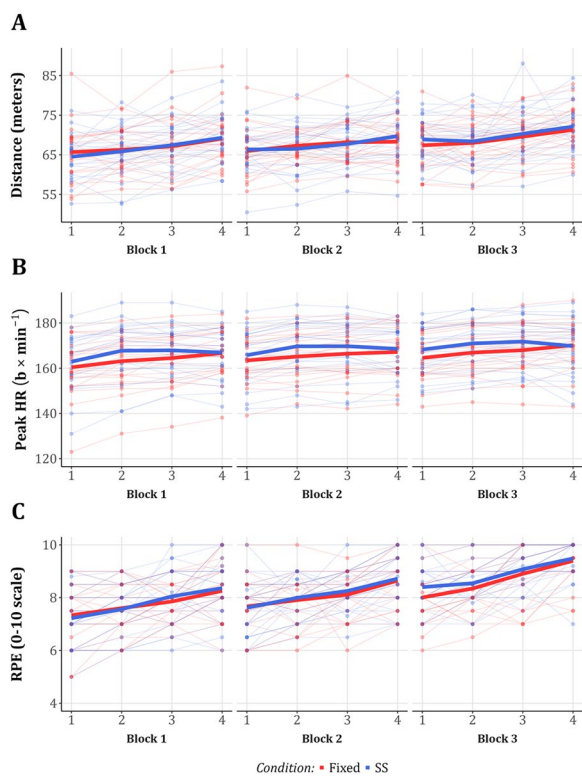 A
Distance (meters)
85
75
65
55
1 2 3 4 1 2 3 4 1 2 3 4
Block 1 Block 2 Block 3
B
Peak HR (b × min⁻¹)
180
160
140
120
1 2 3 4 1 2 3 4 1 2 3 4
Block 1 Block 2 Block 3
C
RPE (0-10 scale)
10
8
6
4
1 2 3 4 1 2 3 4 1 2 3 4
Block 1 Block 2 Block 3
Condition: Fixed SS